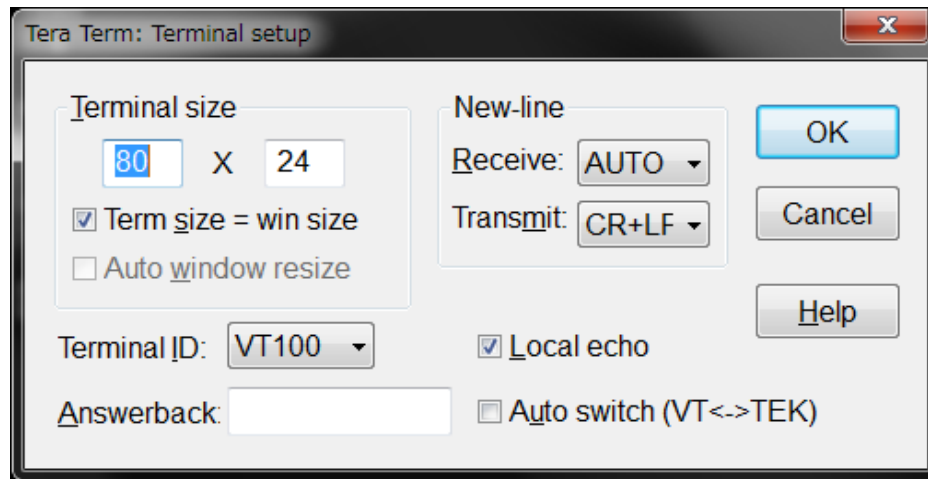 Tera Term: Terminal setup
Terminal size
80 X 24
Term size = win size
Auto window resize
New-line
Receive: AUTO
Transmit: CR+LF
OK
Cancel
Help
Terminal ID: VT100
Local echo
Answerback:
Auto switch (VT<->TEK)